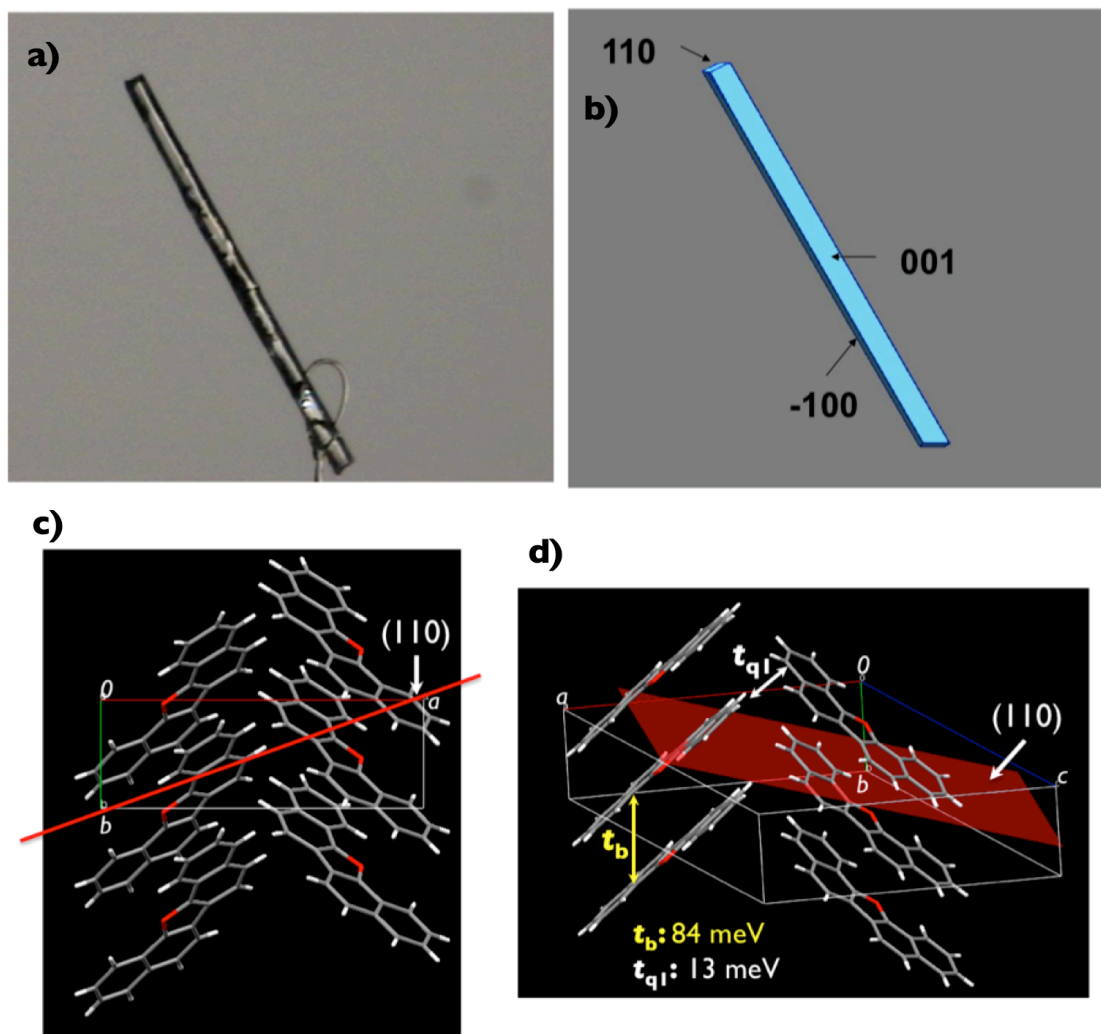 a)
110
b)
001
-100
c)
d)
(110)
0
a
b
t_q1
0
a
(110)
b
c
t_b
t_b: 84 meV
t_q1: 13 meV